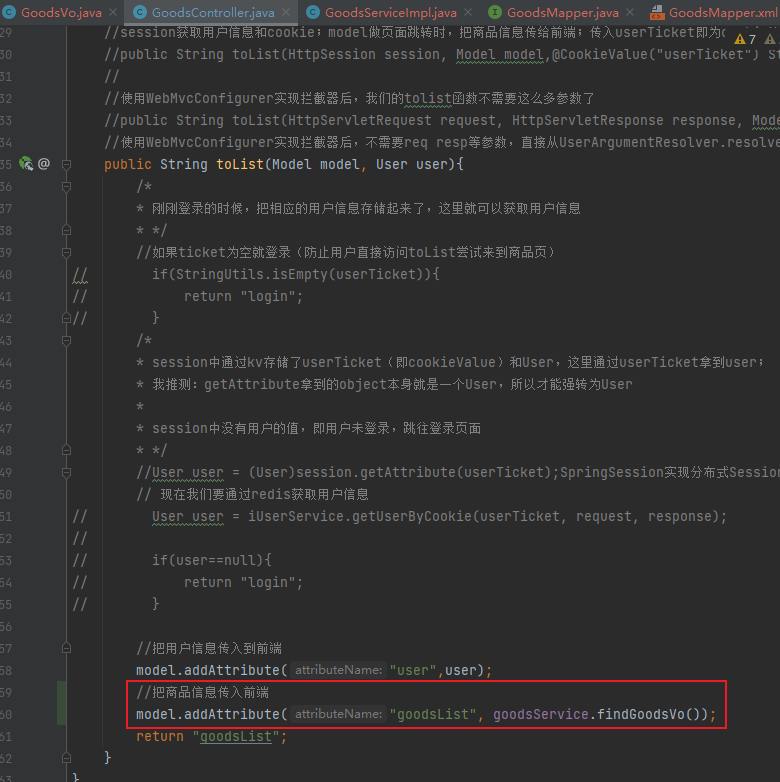 GoodsVo.java × GoodsController.java × GoodsServiceImpl.java × GoodsMapper.java × GoodsMapper.xml
29 //session获取用户信息和cookie；model做页面跳转时，把商品信息传给前端；传入userTicket即为c
7
30 //public String toList(HttpSession session, Model model,@CookieValue("userTicket") St
31 //
32 //使用WebMvcConfigurer实现拦截器后，我们的tolist函数不需要这么多参数了
33 //public String toList(HttpServletRequest request, HttpServletResponse response, Mode
34 //使用WebMvcConfigurer实现拦截器后，不需要req resp等参数，直接从UserArgumentResolver.resolve
35 @ public String toList(Model model, User user){
36 /*
37 * 刚刚登录的时候，把相应的用户信息存储起来了，这里就可以获取用户信息
38 * */
39 //如果ticket为空就登录（防止用户直接访问toList尝试来到商品页）
40 // if(StringUtils.isEmpty(userTicket)){
41 // return "login";
42 // }
43 /*
44 * session中通过kv存储了userTicket（即cookieValue）和User，这里通过userTicket拿到user；
45 * 我推测：getAttribute拿到的object本身就是一个User，所以才能强转为User
46 *
47 * session中没有用户的值，即用户未登录，跳往登录页面
48 * */
49 //User user = (User)session.getAttribute(userTicket);SpringSession实现分布式Session
50 // 现在我们要通过redis获取用户信息
51 // User user = iUserService.getUserByCookie(userTicket, request, response);
52 //
53 // if(user==null){
54 // return "login";
55 // }
56
57 //把用户信息传入到前端
58 model.addAttribute( attributeName: "user",user);
59 //把商品信息传入前端
60 model.addAttribute( attributeName: "goodsList", goodsService.findGoodsVo());
61 return "goodsList";
62 }
63 }